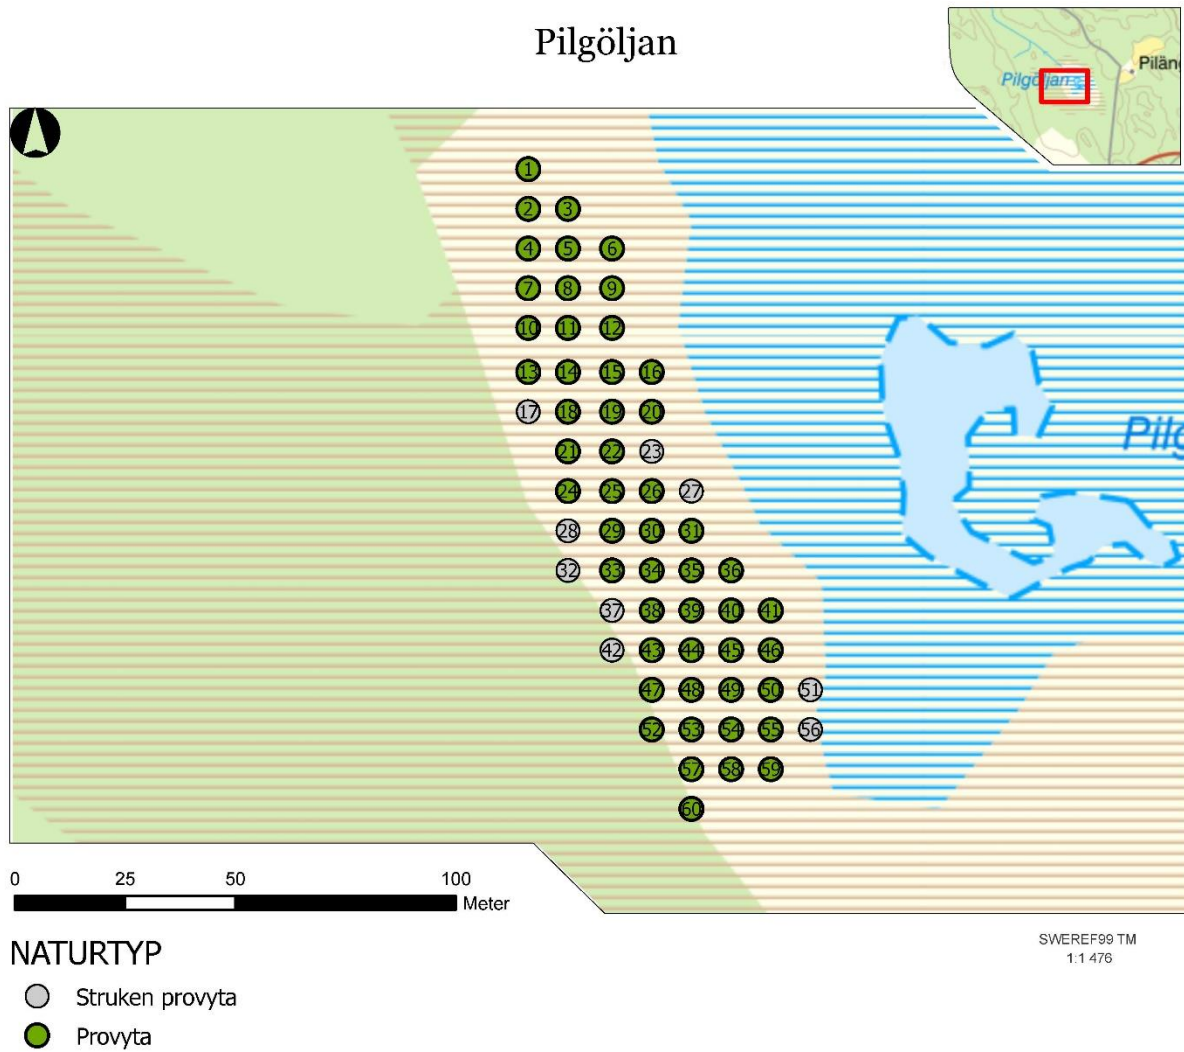 Pilgöljan
Pilgöljan
Piläng
1
2 3
4 5 6
7 8 9
10 11 12
13 14 15 16
17 18 19 20
Pilg
21 22 23
24 25 26 27
28 29 30 31
32 33 34 35 36
37 38 39 40 41
42 43 44 45 46
47 48 49 50 51
52 53 54 55 56
57 58 59
60
0 25 50 100
Meter
NATURTYP
SWEREF99 TM
1:1 476
Struken provyta
Provyta